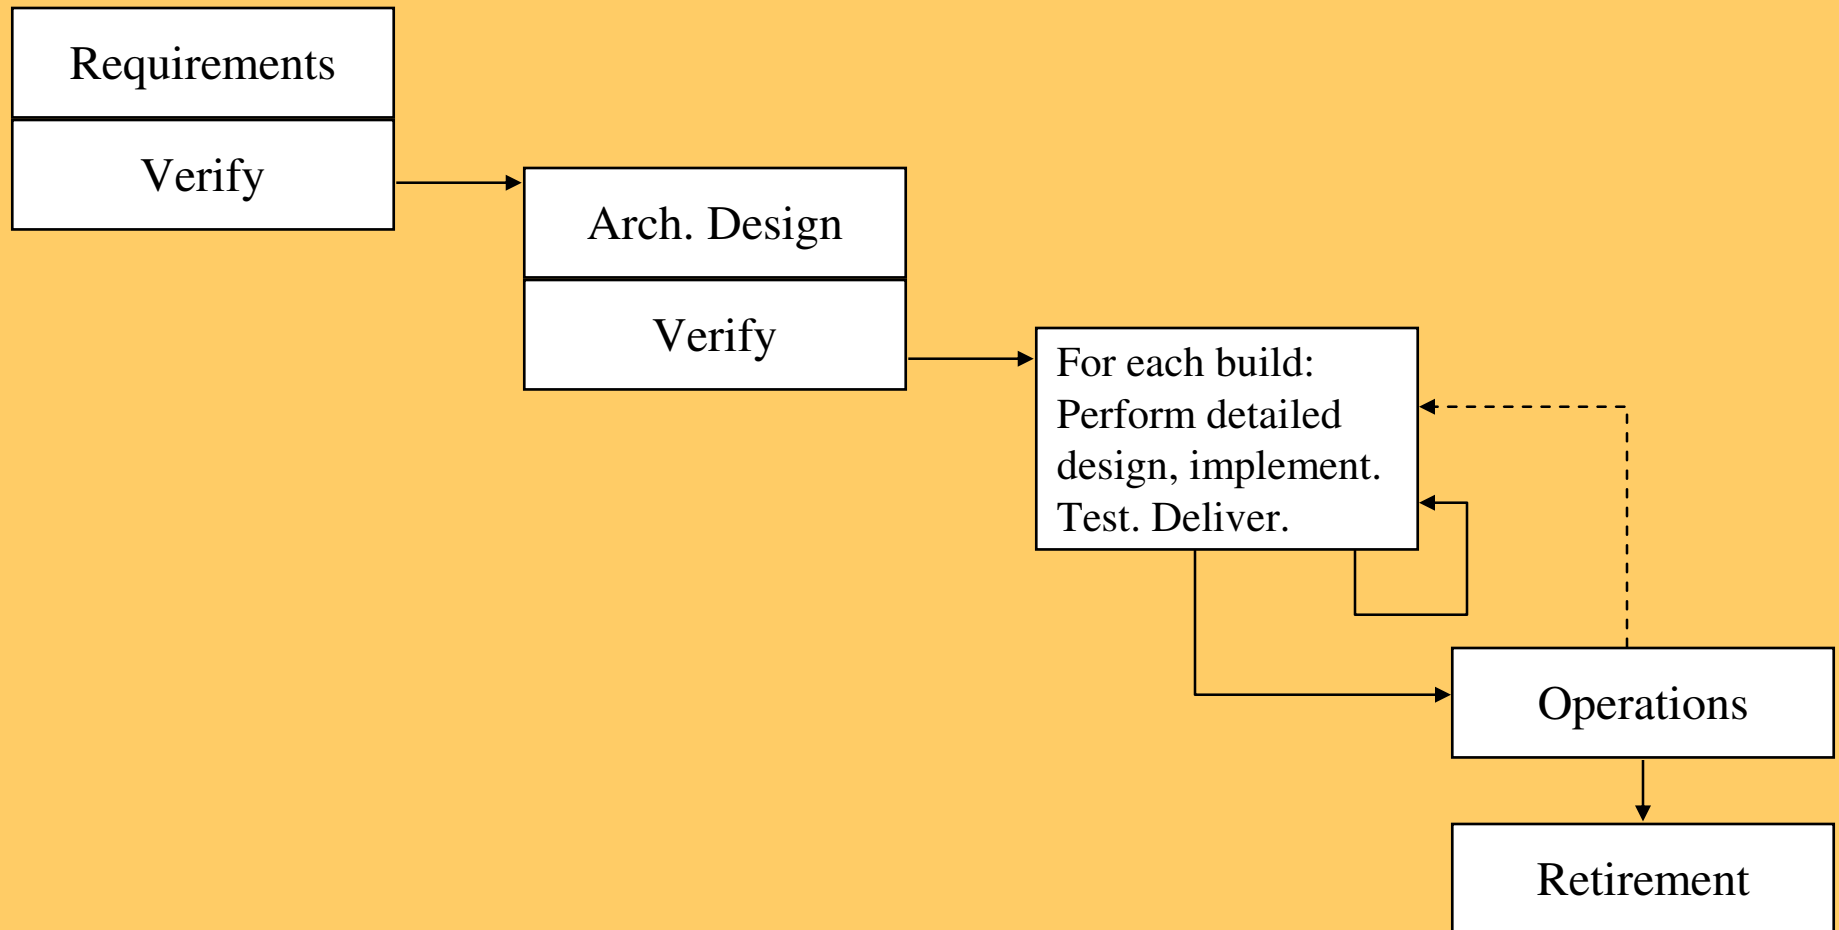 Requirements
Verify
Arch. Design
Verify
For each build:
Perform detailed
design, implement.
Test. Deliver.
Operations
Retirement